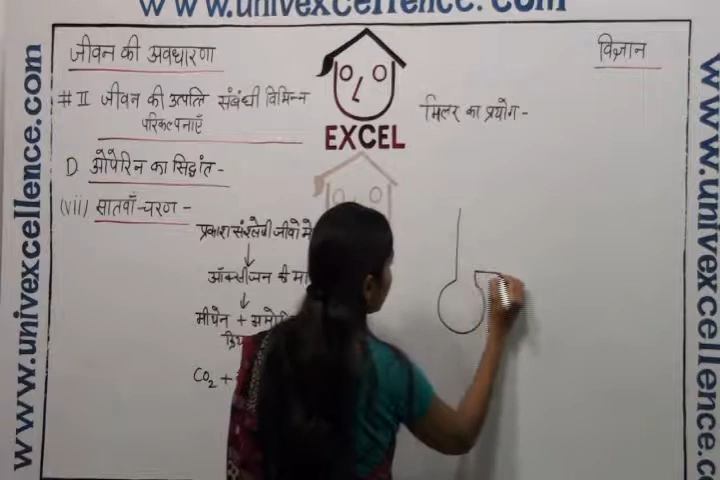 www.univexcellence.com
जीवन की अवधारणा
विज्ञान
# II जीवन की उत्पत्ति संबंधी विभिन्न
परिकल्पनाएँ
EXCEL
मिलर का प्रयोग -
D ओपेरिन का सिद्धांत -
(vii) सातवाँ चरण -
प्रकाश संश्लेषी जीवो
↓
ऑक्सीजन की
↓
मीथेन +
CO₂ +
www.univexcellence.com
www.univexcellence.com